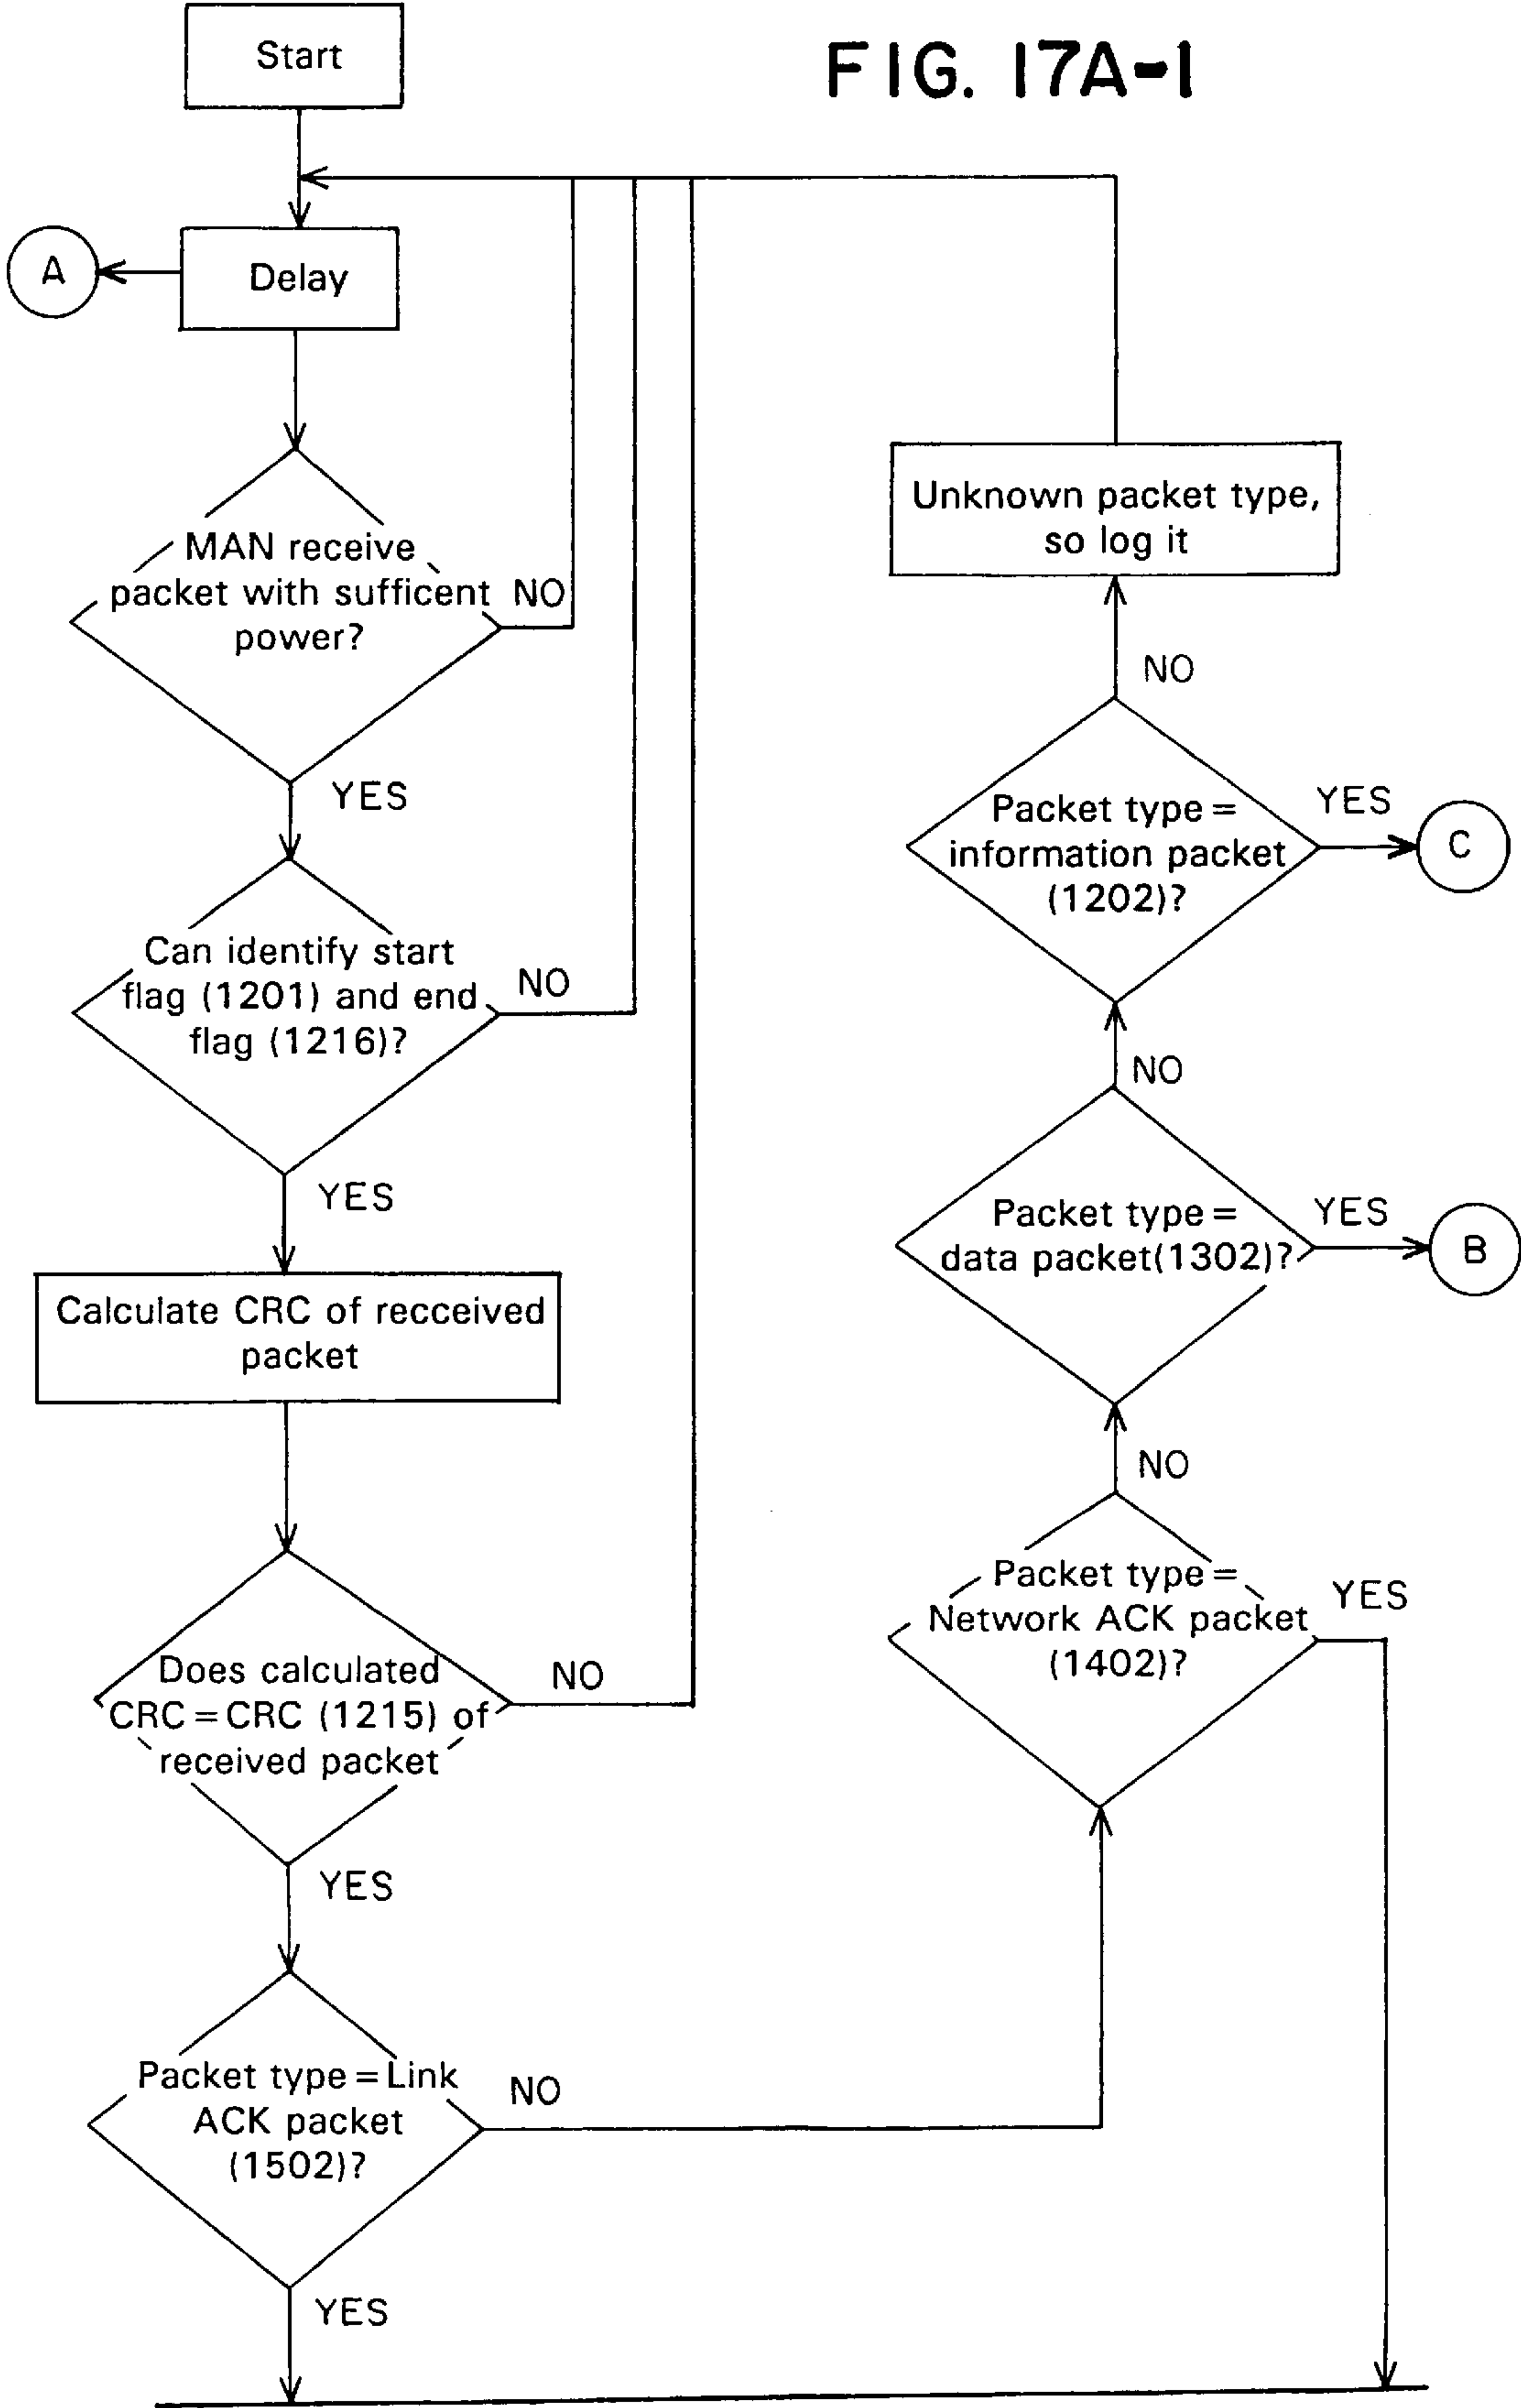 FIG. 17A-1
Start
A
Delay
MAN receive
packet with sufficent
power?
NO
YES
Can identify start
flag (1201) and end
flag (1216)?
NO
YES
Calculate CRC of recceived
packet
Does calculated
CRC = CRC (1215) of
received packet
NO
YES
Packet type = Link
ACK packet
(1502)?
NO
YES
Unknown packet type,
so log it
NO
Packet type =
information packet
(1202)?
YES
C
NO
Packet type =
data packet(1302)?
YES
B
NO
Packet type =
Network ACK packet
(1402)?
YES